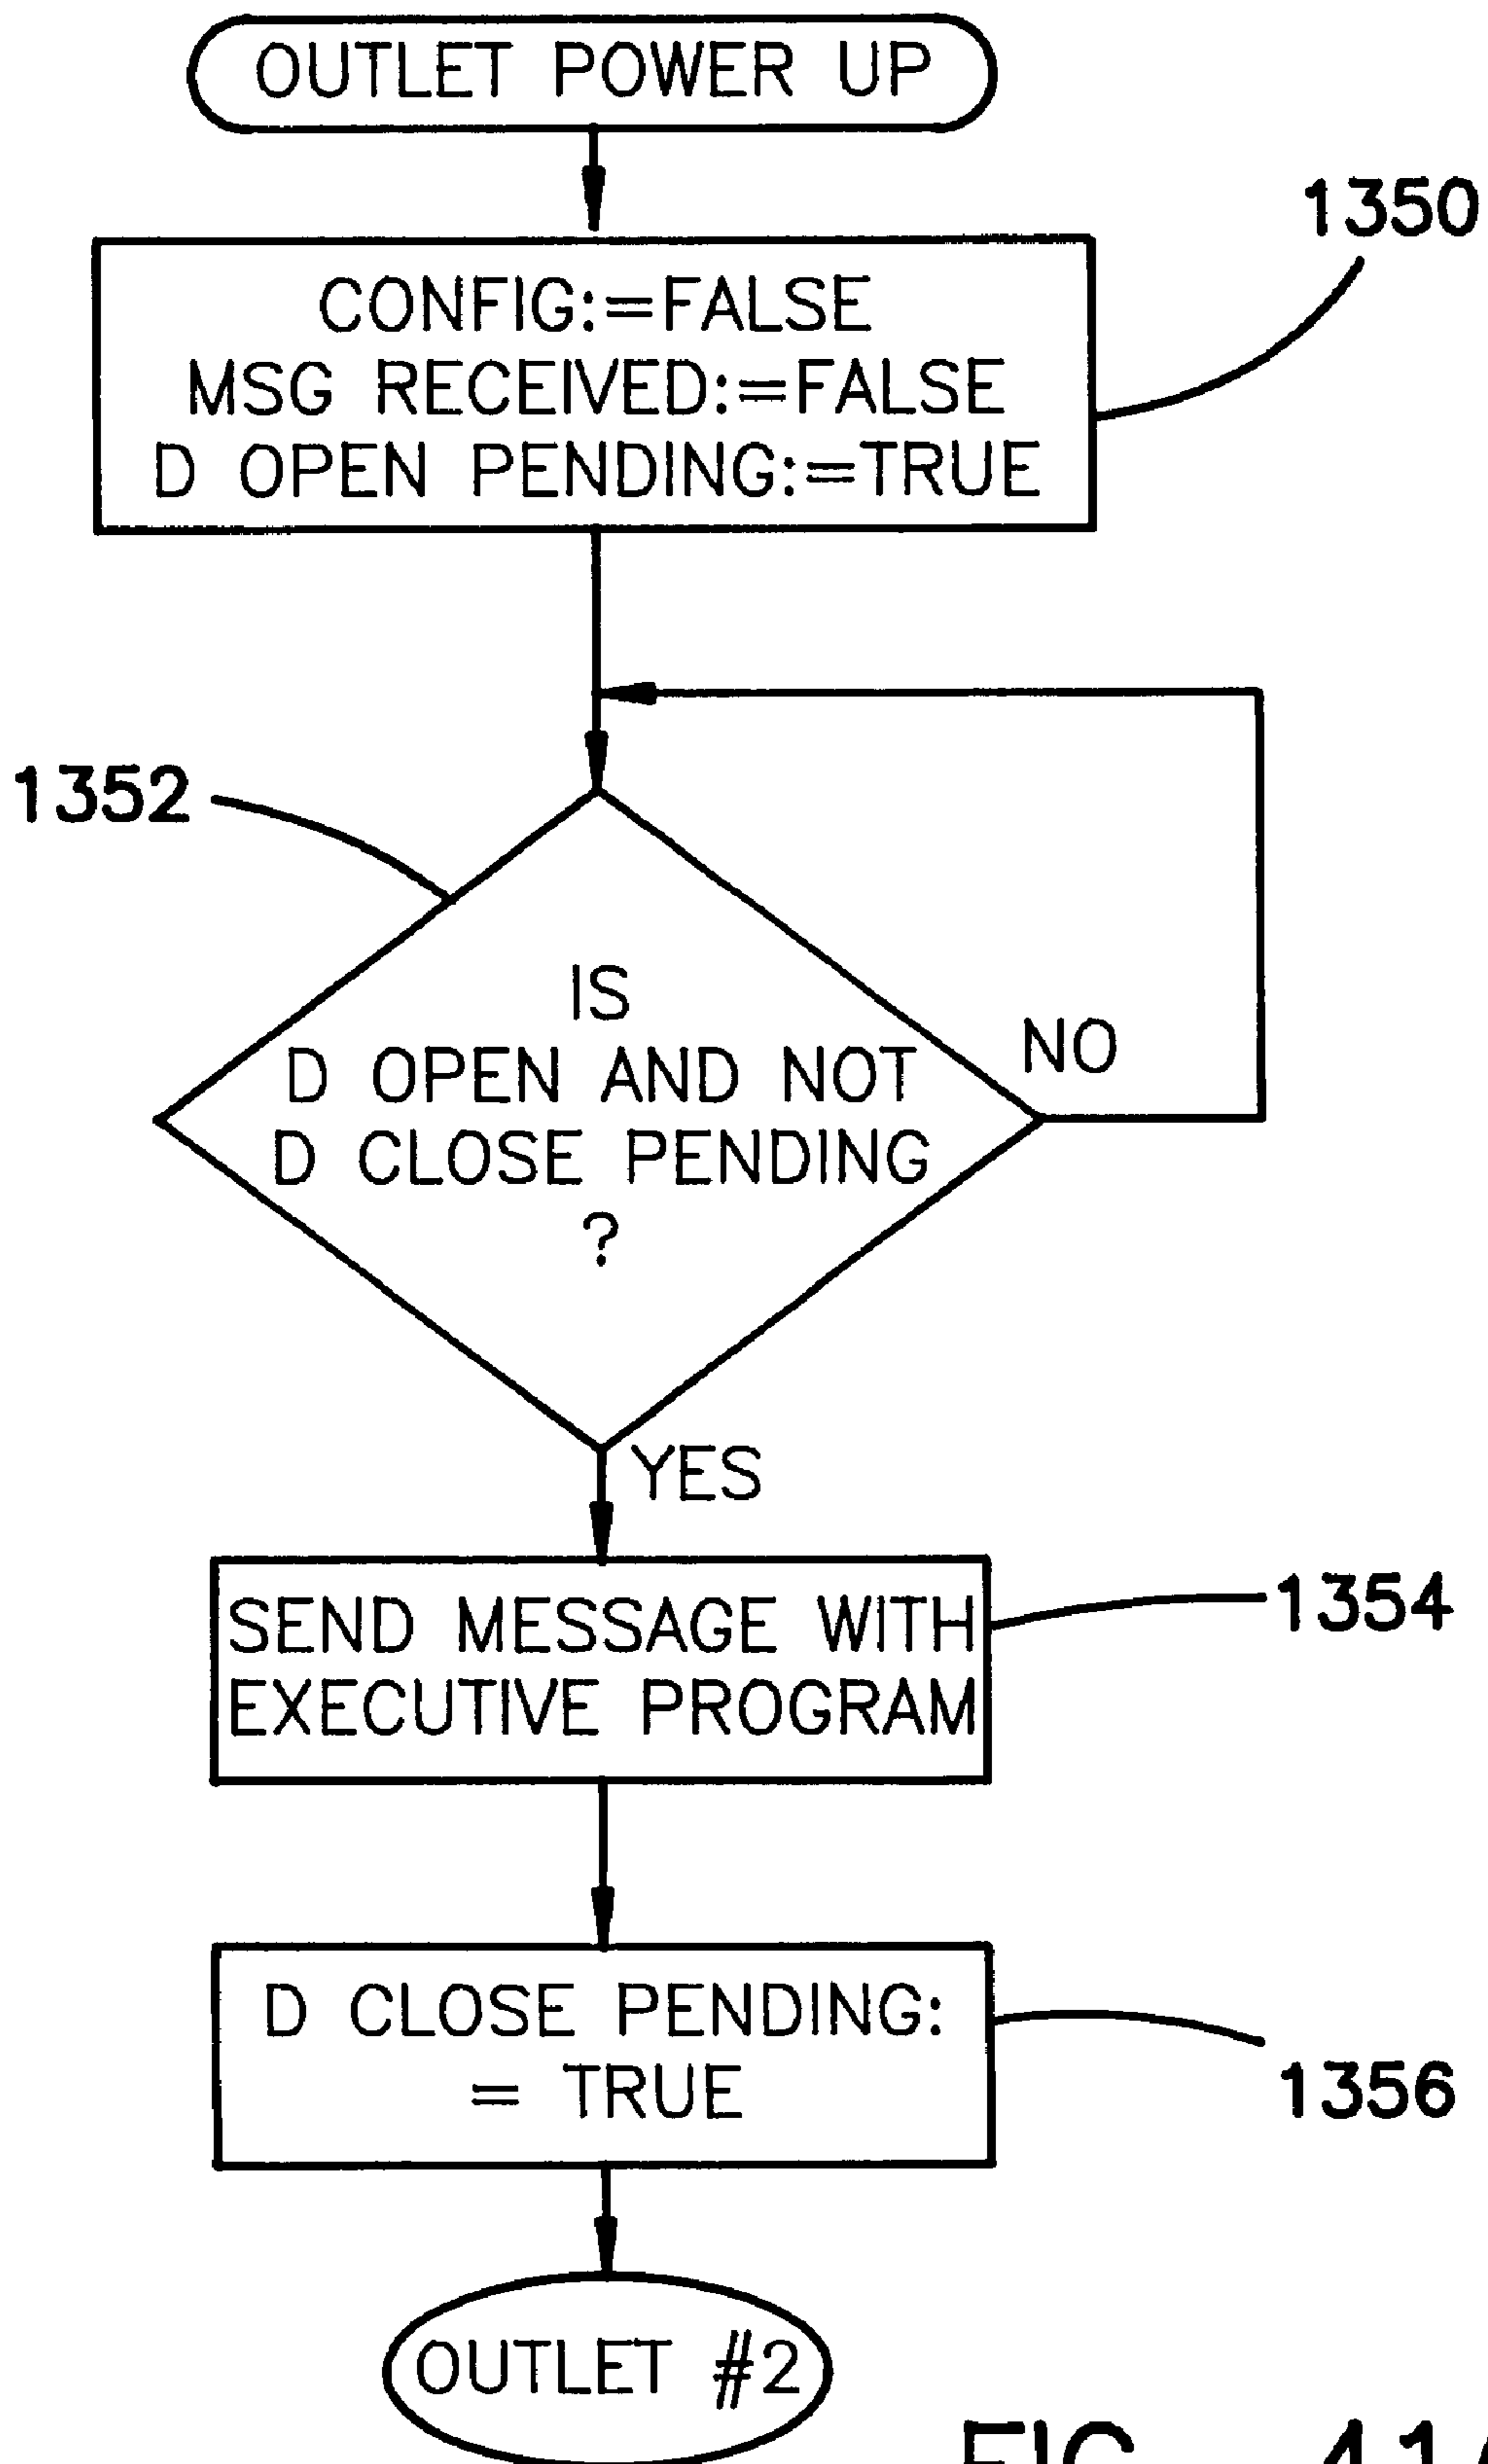 OUTLET POWER UP
1350
CONFIG:=FALSE
MSG RECEIVED:=FALSE
D OPEN PENDING:=TRUE
1352
IS
D OPEN AND NOT
D CLOSE PENDING
?
NO
YES
SEND MESSAGE WITH
EXECUTIVE PROGRAM
1354
D CLOSE PENDING:
= TRUE
1356
OUTLET #2